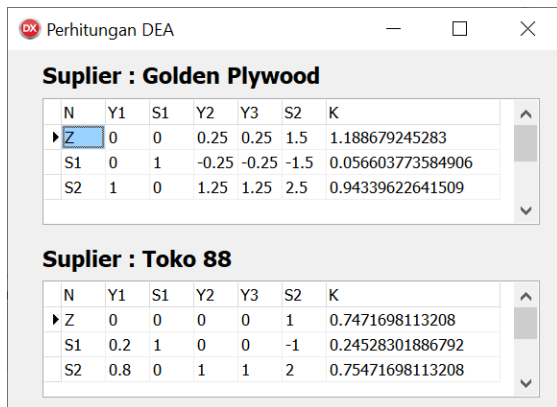 DX Perhitungan DEA
Suplier : Golden Plywood
N Y1 S1 Y2 Y3 S2 K
Z 0 0 0.25 0.25 1.5 1.188679245283
S1 0 1 -0.25 -0.25 -1.5 0.056603773584906
S2 1 0 1.25 1.25 2.5 0.94339622641509
Suplier : Toko 88
N Y1 S1 Y2 Y3 S2 K
Z 0 0 0 0 1 0.7471698113208
S1 0.2 1 0 0 -1 0.24528301886792
S2 0.8 0 1 1 2 0.75471698113208